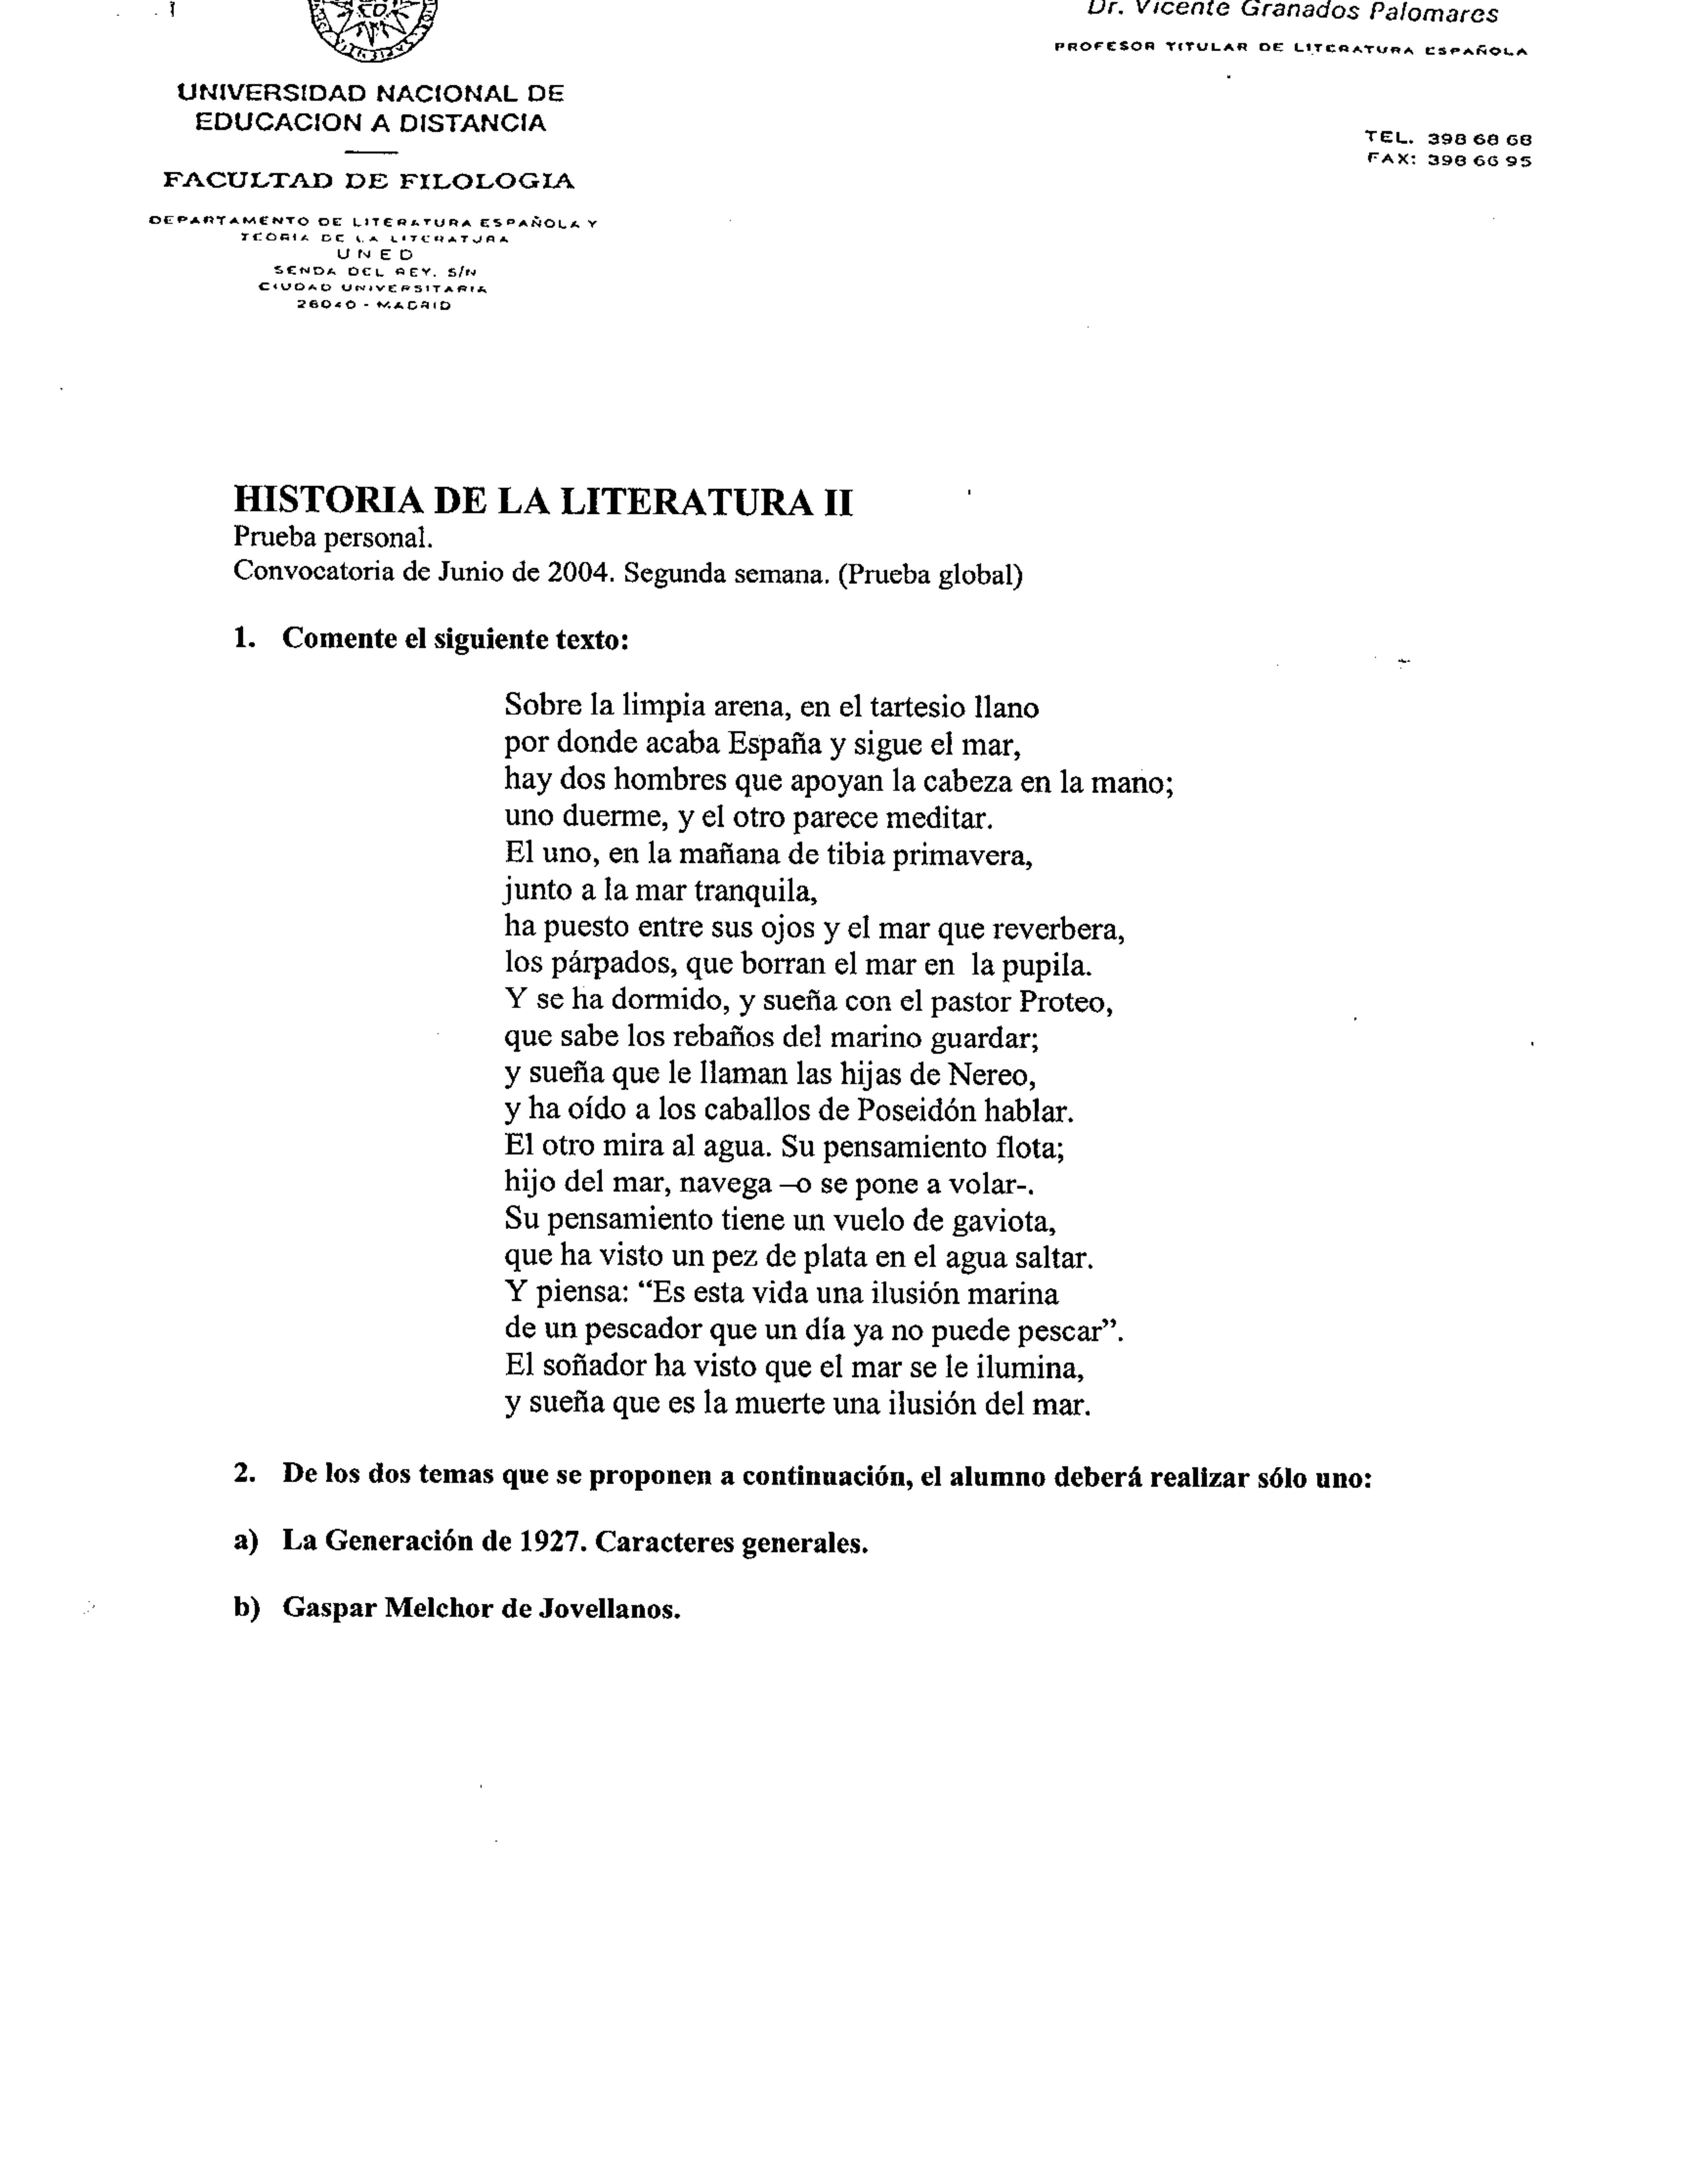 Dr. Vicente Granados Palomares
PROFESOR TITULAR DE LITERATURA ESPAÑOLA
UNIVERSIDAD NACIONAL DE
EDUCACION A DISTANCIA
TEL. 398 68 68
FAX: 398 66 95
FACULTAD DE FILOLOGIA
DEPARTAMENTO DE LITERATURA ESPAÑOLA Y
TEORIA DE LA LITERATURA
UNED
SENDA DEL REY. S/N
CIUDAD UNIVERSITARIA
28040 - MADRID
HISTORIA DE LA LITERATURA II
Prueba personal.
Convocatoria de Junio de 2004. Segunda semana. (Prueba global)
1. Comente el siguiente texto:
Sobre la limpia arena, en el tartesio llano
por donde acaba España y sigue el mar,
hay dos hombres que apoyan la cabeza en la mano;
uno duerme, y el otro parece meditar.
El uno, en la mañana de tibia primavera,
junto a la mar tranquila,
ha puesto entre sus ojos y el mar que reverbera,
los párpados, que borran el mar en la pupila.
Y se ha dormido, y sueña con el pastor Proteo,
que sabe los rebaños del marino guardar;
y sueña que le llaman las hijas de Nereo,
y ha oído a los caballos de Poseidón hablar.
El otro mira al agua. Su pensamiento flota;
hijo del mar, navega –o se pone a volar-.
Su pensamiento tiene un vuelo de gaviota,
que ha visto un pez de plata en el agua saltar.
Y piensa: “Es esta vida una ilusión marina
de un pescador que un día ya no puede pescar”.
El soñador ha visto que el mar se le ilumina,
y sueña que es la muerte una ilusión del mar.
2. De los dos temas que se proponen a continuación, el alumno deberá realizar sólo uno:
a) La Generación de 1927. Caracteres generales.
b) Gaspar Melchor de Jovellanos.